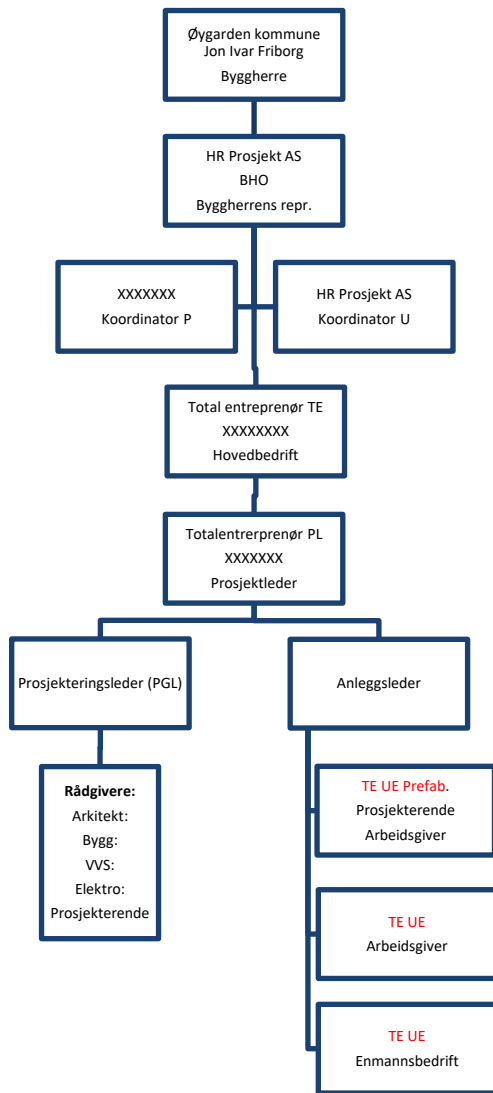 Øygarden kommune
Jon Ivar Friborg
Byggherre
HR Prosjekt AS
BHO
Byggherrens repr.
XXXXXXX
Koordinator P
HR Prosjekt AS
Koordinator U
Total entreprenør TE
XXXXXXXX
Hovedbedrift
Totalentrerprenør PL
XXXXXXX
Prosjektleder
Prosjekteringsleder (PGL)
Anleggsleder
Rådgivere:
Arkitekt:
Bygg:
VVS:
Elektro:
Prosjekterende
TE UE Prefab.
Prosjekterende
Arbeidsgiver
TE UE
Arbeidsgiver
TE UE
Enmannsbedrift